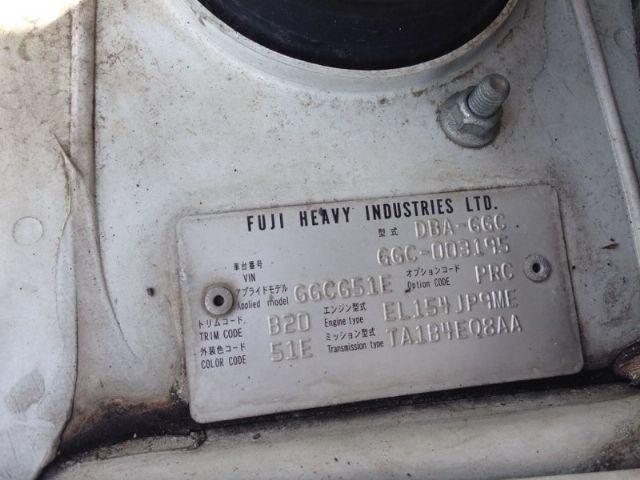 FUJI HEAVY INDUSTRIES LTD.
型式 DBA-GGC
車台番号 VIN GGC-003195
アプライドモデル Applied model GGCG51E オプションコード Option CODE PRC
トリムコード TRIM CODE B20 エンジン型式 Engine type EL154JP9ME
外装色コード COLOR CODE 51E ミッション型式 Transmission type TA1B4EQ8AA